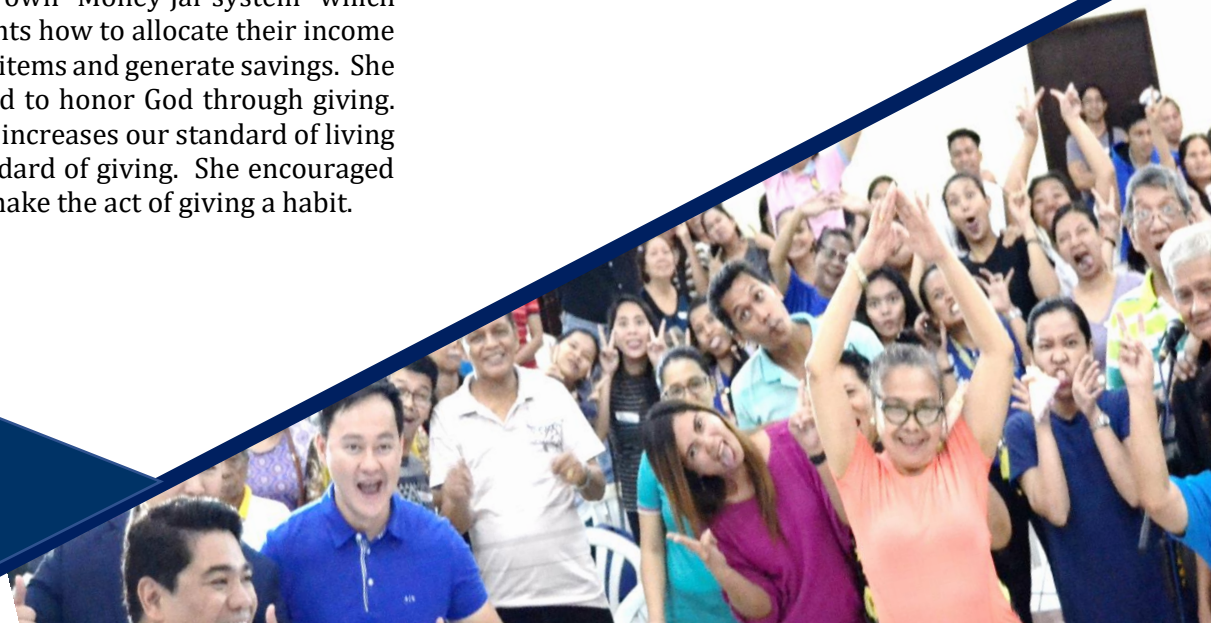 own "Money Jar system" which
nts how to allocate their income
items and generate savings. She
d to honor God through giving.
increases our standard of living
dard of giving. She encouraged
make the act of giving a habit.